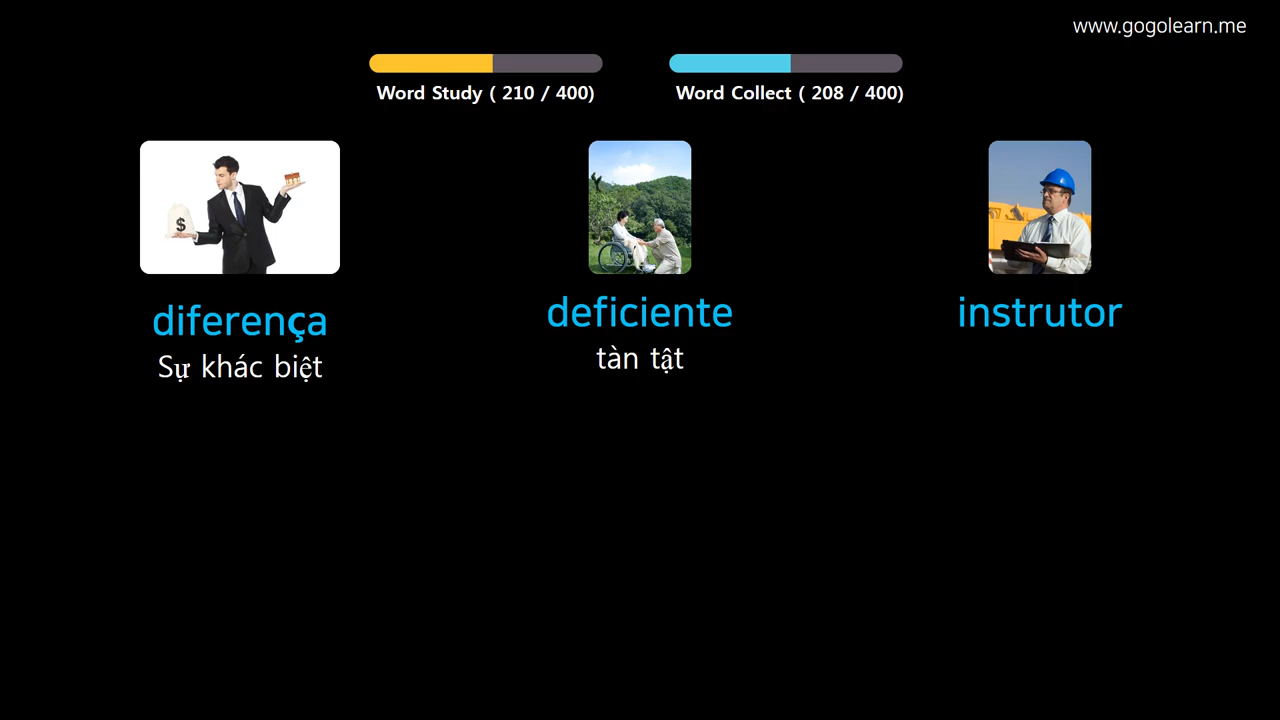 www.gogolearn.me
Word Study ( 210 / 400)
Word Collect ( 208 / 400)
$
diferença
Sự khác biệt
deficiente
tàn tật
instrutor